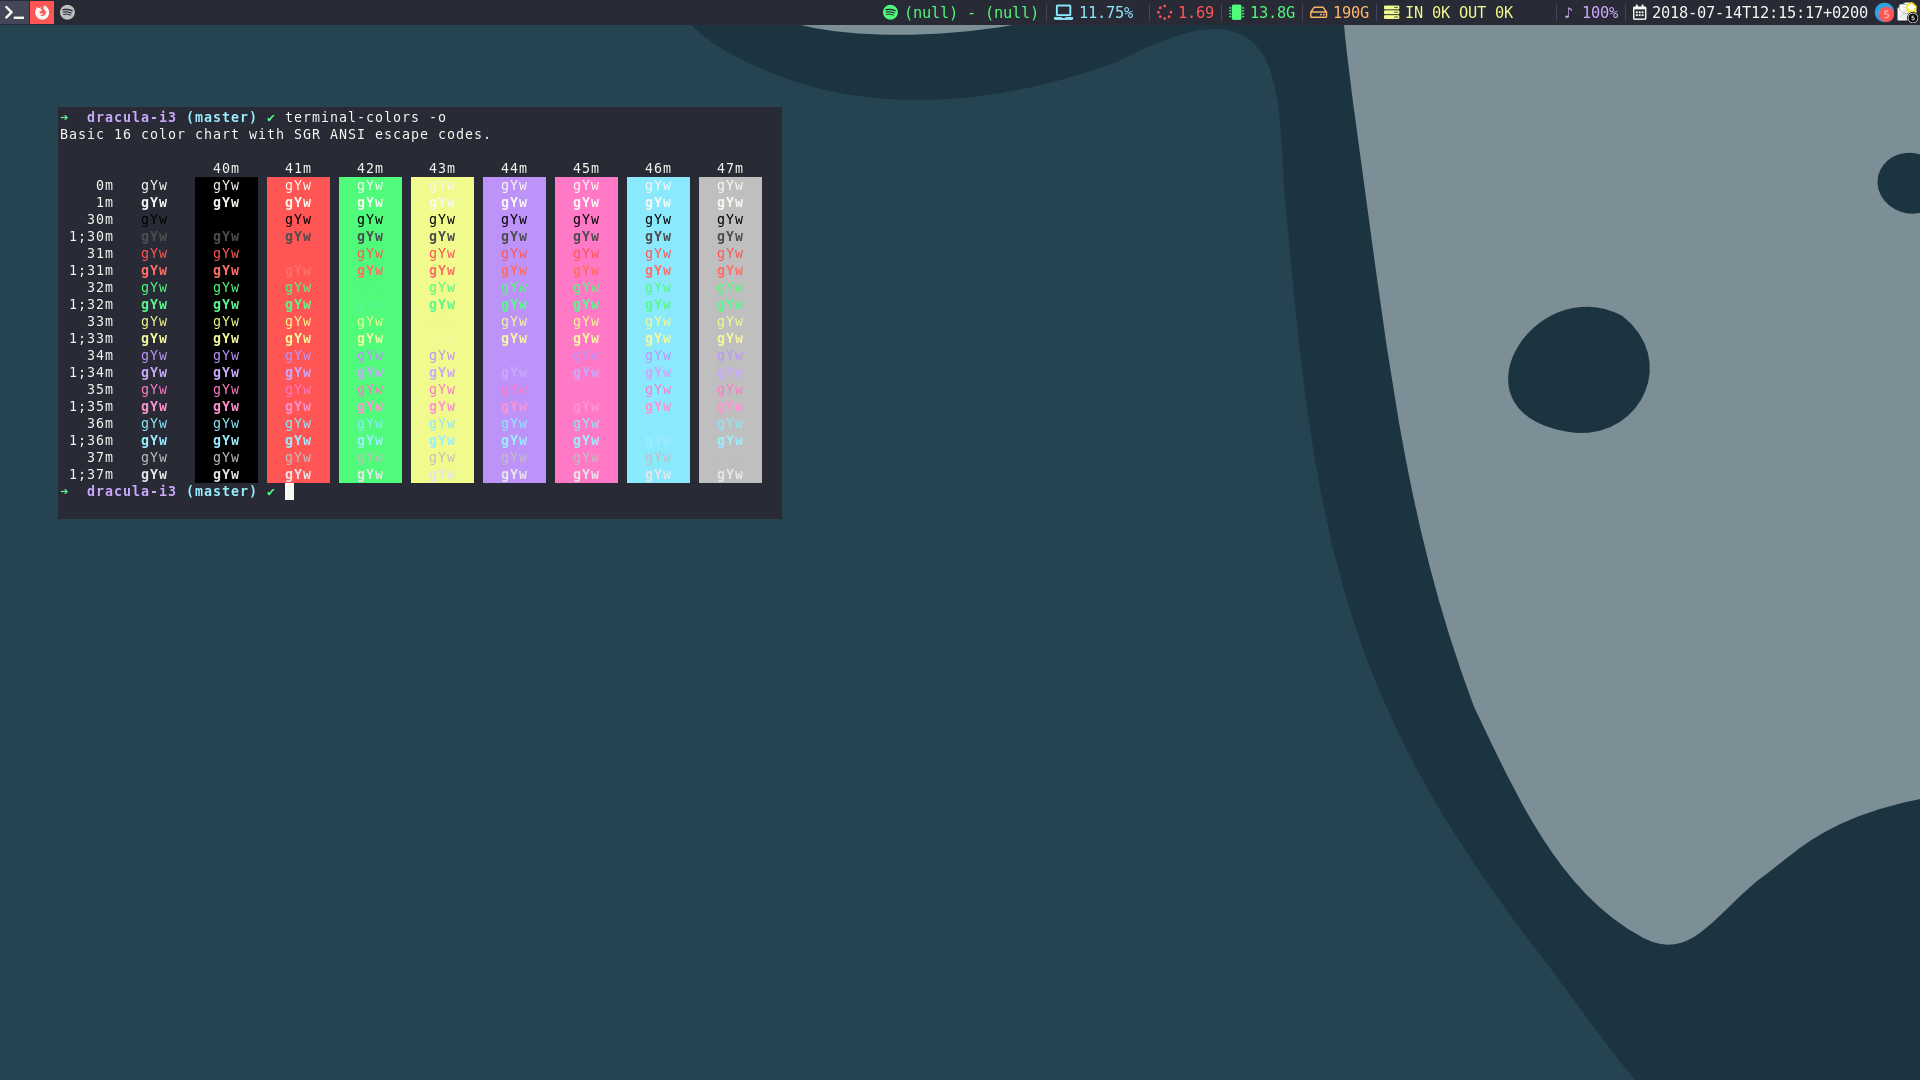 (null) - (null) 11.75% 1.69 13.8G 190G IN 0K OUT 0K ♪ 100% 2018-07-14T12:15:17+0200 5
➜ dracula-i3 (master) ✔ terminal-colors -o
Basic 16 color chart with SGR ANSI escape codes.
40m 41m 42m 43m 44m 45m 46m 47m
0m gYw gYw gYw gYw gYw gYw gYw gYw gYw
1m gYw gYw gYw gYw gYw gYw gYw gYw gYw
30m gYw gYw gYw gYw gYw gYw gYw gYw
1;30m gYw gYw gYw gYw gYw gYw gYw gYw gYw
31m gYw gYw gYw gYw gYw gYw gYw gYw
1;31m gYw gYw gYw gYw gYw gYw gYw gYw gYw
32m gYw gYw gYw gYw gYw gYw gYw gYw
1;32m gYw gYw gYw gYw gYw gYw gYw gYw
33m gYw gYw gYw gYw gYw gYw gYw gYw
1;33m gYw gYw gYw gYw gYw gYw gYw gYw
34m gYw gYw gYw gYw gYw gYw gYw gYw
1;34m gYw gYw gYw gYw gYw gYw gYw gYw gYw
35m gYw gYw gYw gYw gYw gYw gYw gYw
1;35m gYw gYw gYw gYw gYw gYw gYw gYw gYw
36m gYw gYw gYw gYw gYw gYw gYw gYw
1;36m gYw gYw gYw gYw gYw gYw gYw gYw gYw
37m gYw gYw gYw gYw gYw gYw gYw gYw
1;37m gYw gYw gYw gYw gYw gYw gYw gYw gYw
➜ dracula-i3 (master) ✔